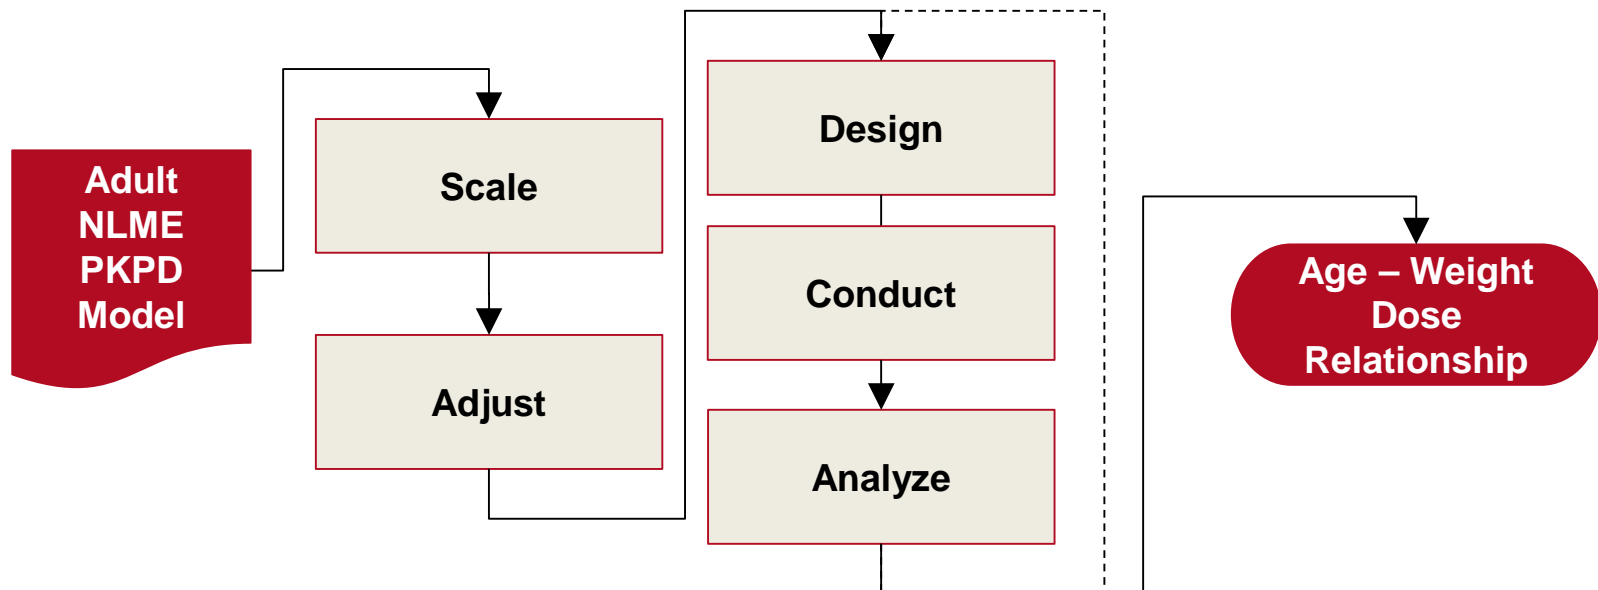 Adult
NLME
PKPD
Model
Scale
Adjust
Design
Conduct
Analyze
Age – Weight
Dose
Relationship